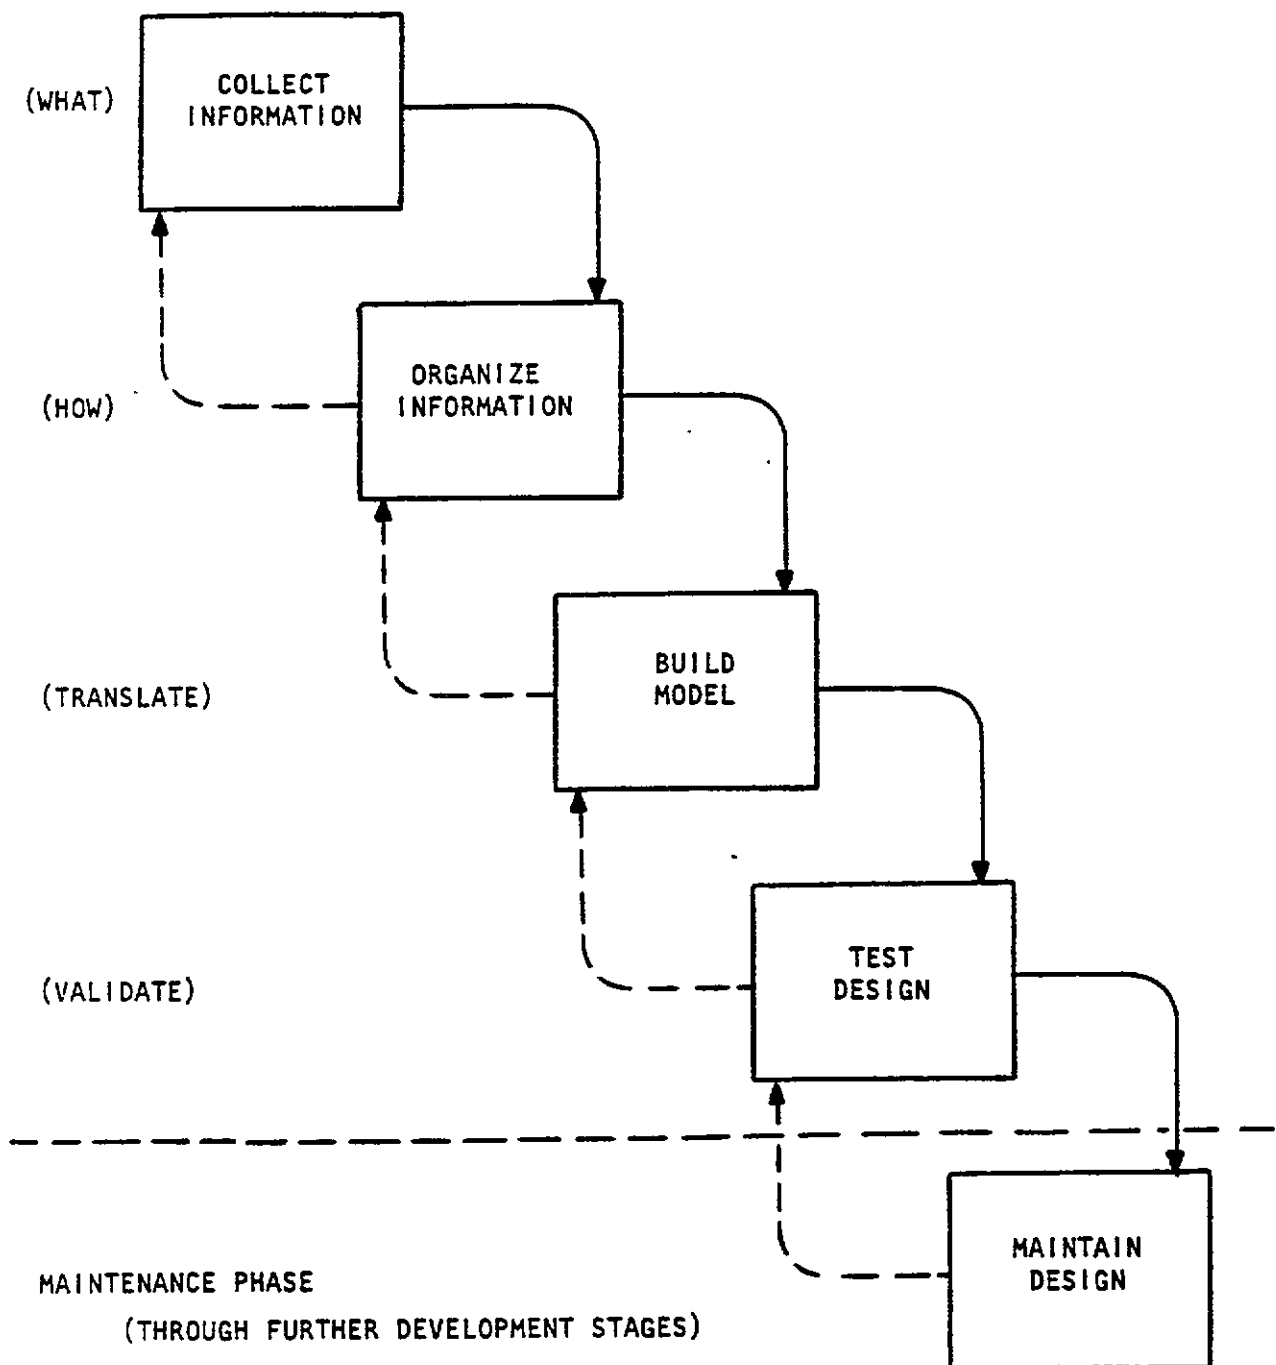 COLLECT
INFORMATION
(WHAT)
ORGANIZE
INFORMATION
(HOW)
BUILD
MODEL
(TRANSLATE)
TEST
DESIGN
(VALIDATE)
MAINTAIN
DESIGN
MAINTENANCE PHASE
(THROUGH FURTHER DEVELOPMENT STAGES)